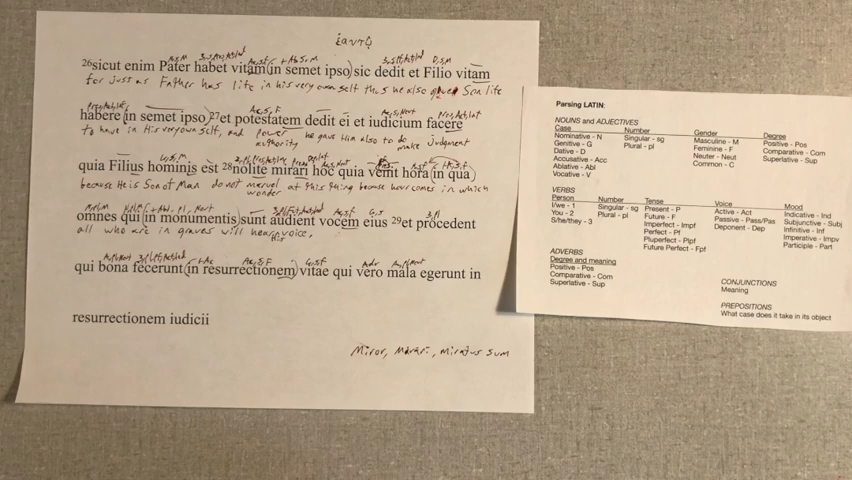 ἑαυτῷ
26sicut enim Pater habet vitam (in semet ipso) sic dedit et Filio vitam
for just as Father has life in his very own self thus he also gave Son life
habere (in semet ipso) 27et potestatem dedit ei et iudicium facere
to have in His very own self, and power he gave Him also to do judgment
authority make
quia Filius hominis est 28nolite mirari hoc quia venit hora (in qua)
because He is Son of Man do not marvel at this thing because hour comes in which
wonder
omnes qui (in monumentis) sunt audient vocem eius 29et procedent
all who are in graves will hear voice,
His
qui bona fecerunt (in resurrectionem) vitae qui vero mala egerunt in
resurrectionem iudicii
Miror, Mirari, Miratus sum
Parsing LATIN:
NOUNS and ADJECTIVES
Case Number Gender Degree
Nominative - N Singular - sg Masculine - M Positive - Pos
Genitive - G Plural - pl Feminine - F Comparative - Com
Dative - D Neuter - Neut Superlative - Sup
Accusative - Acc Common - C
Ablative - Abl
Vocative - V
VERBS
Person Number Tense Voice Mood
I/we - 1 Singular - sg Present - P Active - Act Indicative - Ind
You - 2 Plural - pl Future - F Passive - Pass/Pas Subjunctive - Subj
S/he/they - 3 Imperfect - Impf Deponent - Dep Infinitive - Inf
Perfect - Pf Imperative - Impv
Pluperfect - Plpf Participle - Part
Future Perfect - Fpf
ADVERBS
Degree and meaning
Positive - Pos
Comparative - Com
Superlative - Sup
CONJUNCTIONS
Meaning
PREPOSITIONS
What case does it take in its object